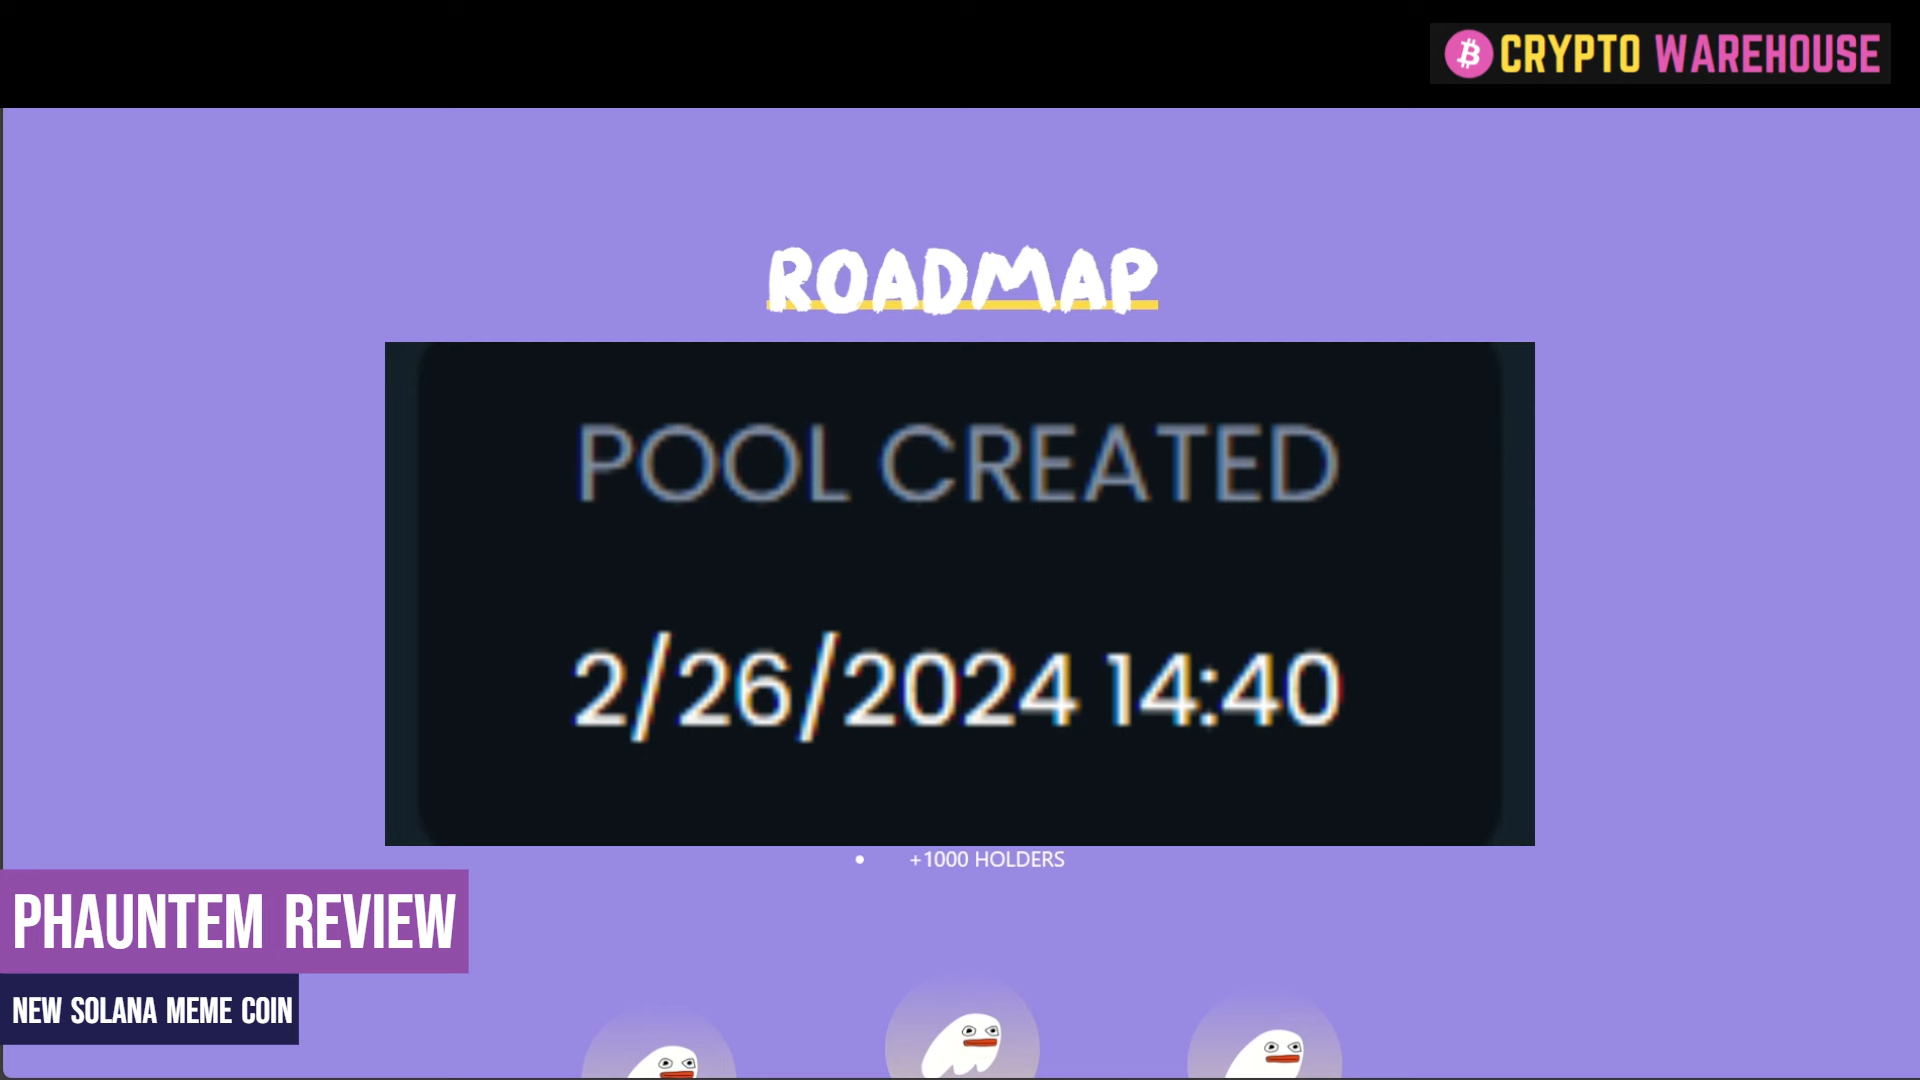 CRYPTO WAREHOUSE
ROADMAP
POOL CREATED
2/26/2024 14:40
• +1000 HOLDERS
PHAUNTEM REVIEW
NEW SOLANA MEME COIN